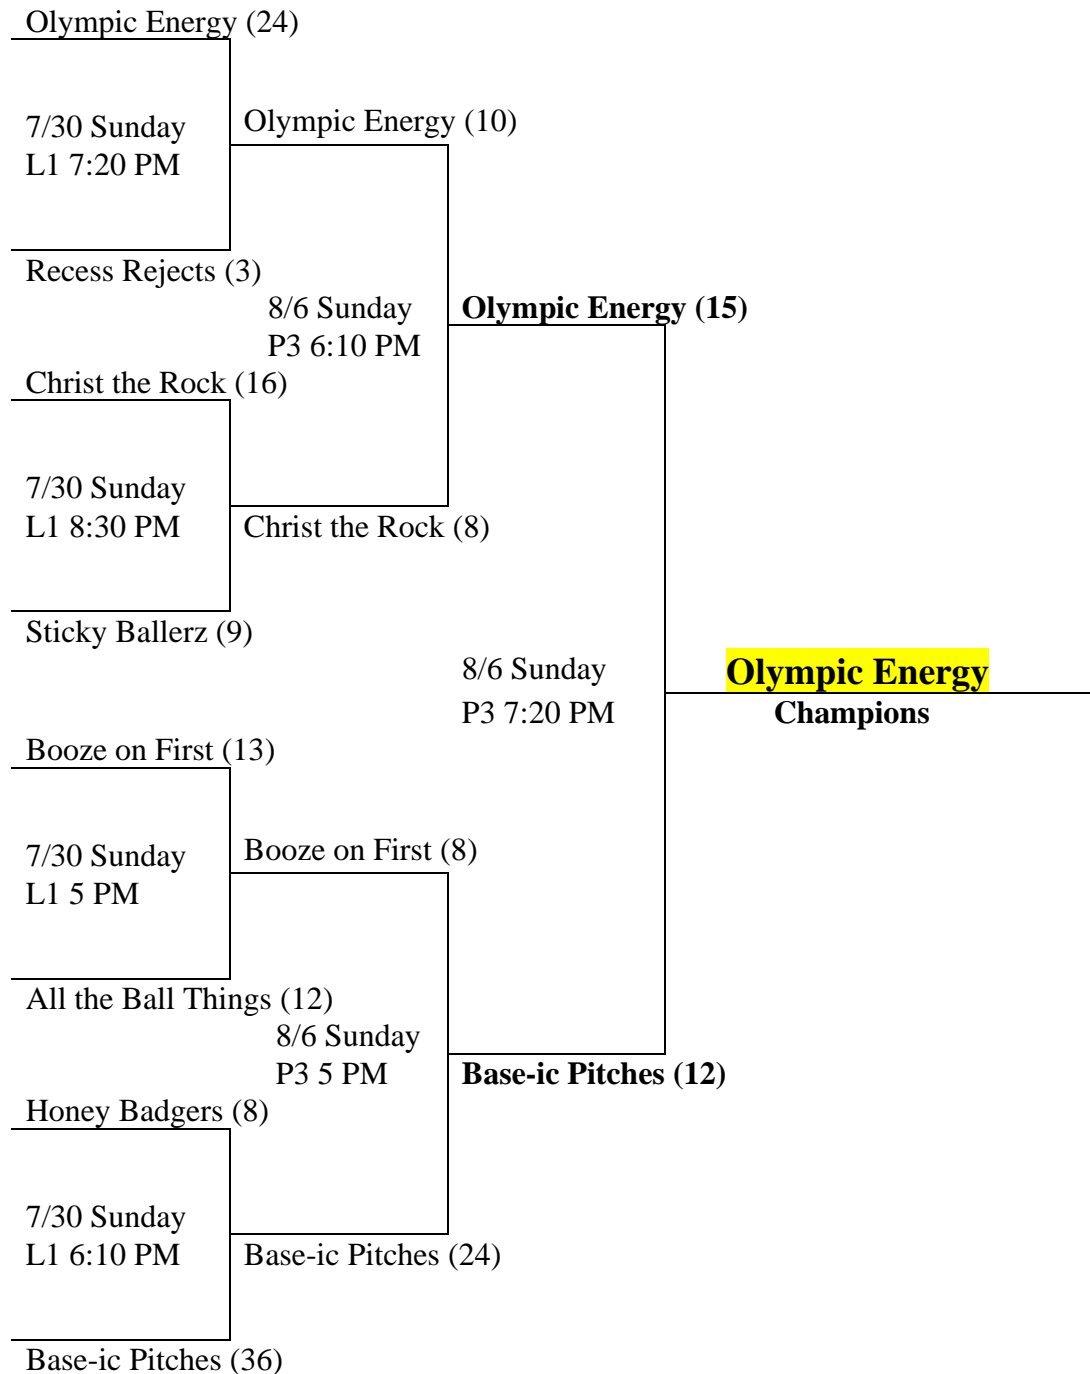 Olympic Energy (24)
7/30 Sunday
L1 7:20 PM
Olympic Energy (10)
Recess Rejects (3)
8/6 Sunday
P3 6:10 PM
Olympic Energy (15)
Christ the Rock (16)
7/30 Sunday
L1 8:30 PM
Christ the Rock (8)
Sticky Ballerz (9)
8/6 Sunday
P3 7:20 PM
Olympic Energy
Champions
Booze on First (13)
7/30 Sunday
L1 5 PM
Booze on First (8)
All the Ball Things (12)
8/6 Sunday
P3 5 PM
Base-ic Pitches (12)
Honey Badgers (8)
7/30 Sunday
L1 6:10 PM
Base-ic Pitches (24)
Base-ic Pitches (36)